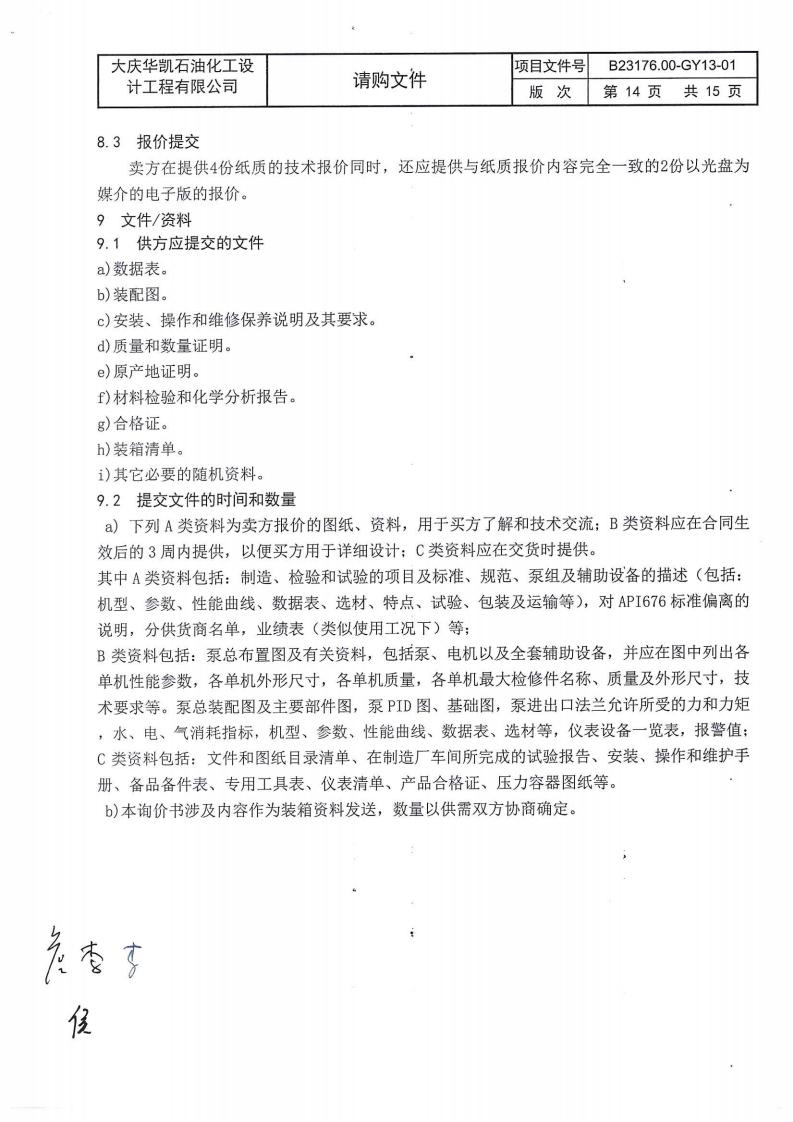 大庆华凯石油化工设
计工程有限公司
请购文件
项目文件号
B23176.00-GY13-01
版 次
第 14 页 共 15 页
8.3 报价提交
卖方在提供4份纸质的技术报价同时，还应提供与纸质报价内容完全一致的2份以光盘为
媒介的电子版的报价。
9 文件/资料
9.1 供方应提交的文件
a)数据表。
b)装配图。
c)安装、操作和维修保养说明及其要求。
d)质量和数量证明。
e)原产地证明。
f)材料检验和化学分析报告。
g)合格证。
h)装箱清单。
i)其它必要的随机资料。
9.2 提交文件的时间和数量
a) 下列 A 类资料为卖方报价的图纸、资料，用于买方了解和技术交流；B 类资料应在合同生
效后的 3 周内提供，以便买方用于详细设计；C 类资料应在交货时提供。
其中 A 类资料包括：制造、检验和试验的项目及标准、规范、泵组及辅助设备的描述（包括：
机型、参数、性能曲线、数据表、选材、特点、试验、包装及运输等），对 API676 标准偏离的
说明，分供货商名单，业绩表（类似使用工况下）等；
B 类资料包括：泵总布置图及有关资料，包括泵、电机以及全套辅助设备，并应在图中列出各
单机性能参数，各单机外形尺寸，各单机质量，各单机最大检修件名称、质量及外形尺寸，技
术要求等。泵总装配图及主要部件图，泵 PID 图、基础图，泵进出口法兰允许所受的力和力矩
，水、电、气消耗指标，机型、参数、性能曲线、数据表、选材等，仪表设备一览表，报警值；
C 类资料包括：文件和图纸目录清单、在制造厂车间所完成的试验报告、安装、操作和维护手
册、备品备件表、专用工具表、仪表清单、产品合格证、压力容器图纸等。
b)本询价书涉及内容作为装箱资料发送，数量以供需双方协商确定。
李
侯